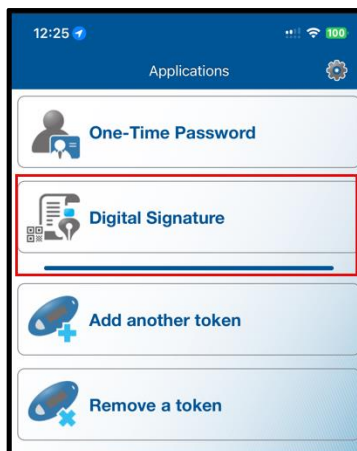 12:25
100
Applications
One-Time Password
Digital Signature
Add another token
Remove a token